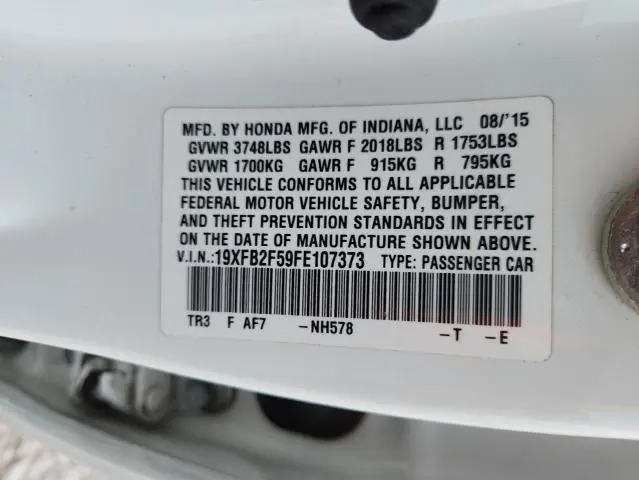 MFD. BY HONDA MFG. OF INDIANA, LLC 08/'15
GVWR 3748LBS GAWR F 2018LBS R 1753LBS
GVWR 1700KG GAWR F 915KG R 795KG
THIS VEHICLE CONFORMS TO ALL APPLICABLE
FEDERAL MOTOR VEHICLE SAFETY, BUMPER,
AND THEFT PREVENTION STANDARDS IN EFFECT
ON THE DATE OF MANUFACTURE SHOWN ABOVE.
V.I.N.:19XFB2F59FE107373 TYPE: PASSENGER CAR
TR3 F AF7 -NH578 -T -E